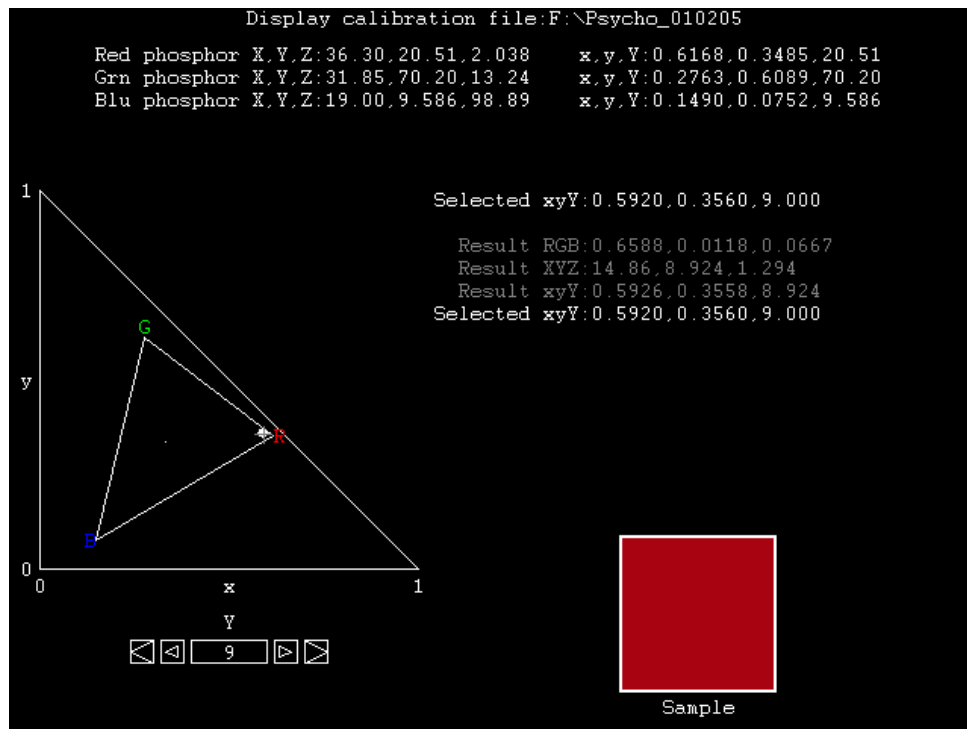 Display calibration file:F:\Psycho_010205
Red phosphor X,Y,Z:36.30,20.51,2.038 x,y,Y:0.6168,0.3485,20.51
Grn phosphor X,Y,Z:31.85,70.20,13.24 x,y,Y:0.2763,0.6089,70.20
Blu phosphor X,Y,Z:19.00,9.586,98.89 x,y,Y:0.1490,0.0752,9.586
1
Selected xyY:0.5920,0.3560,9.000
Result RGB:0.6588,0.0118,0.0667
Result XYZ:14.86,8.924,1.294
Result xyY:0.5926,0.3558,8.924
Selected xyY:0.5920,0.3560,9.000
G
y
R
B
0
0 x 1
Y
9
Sample